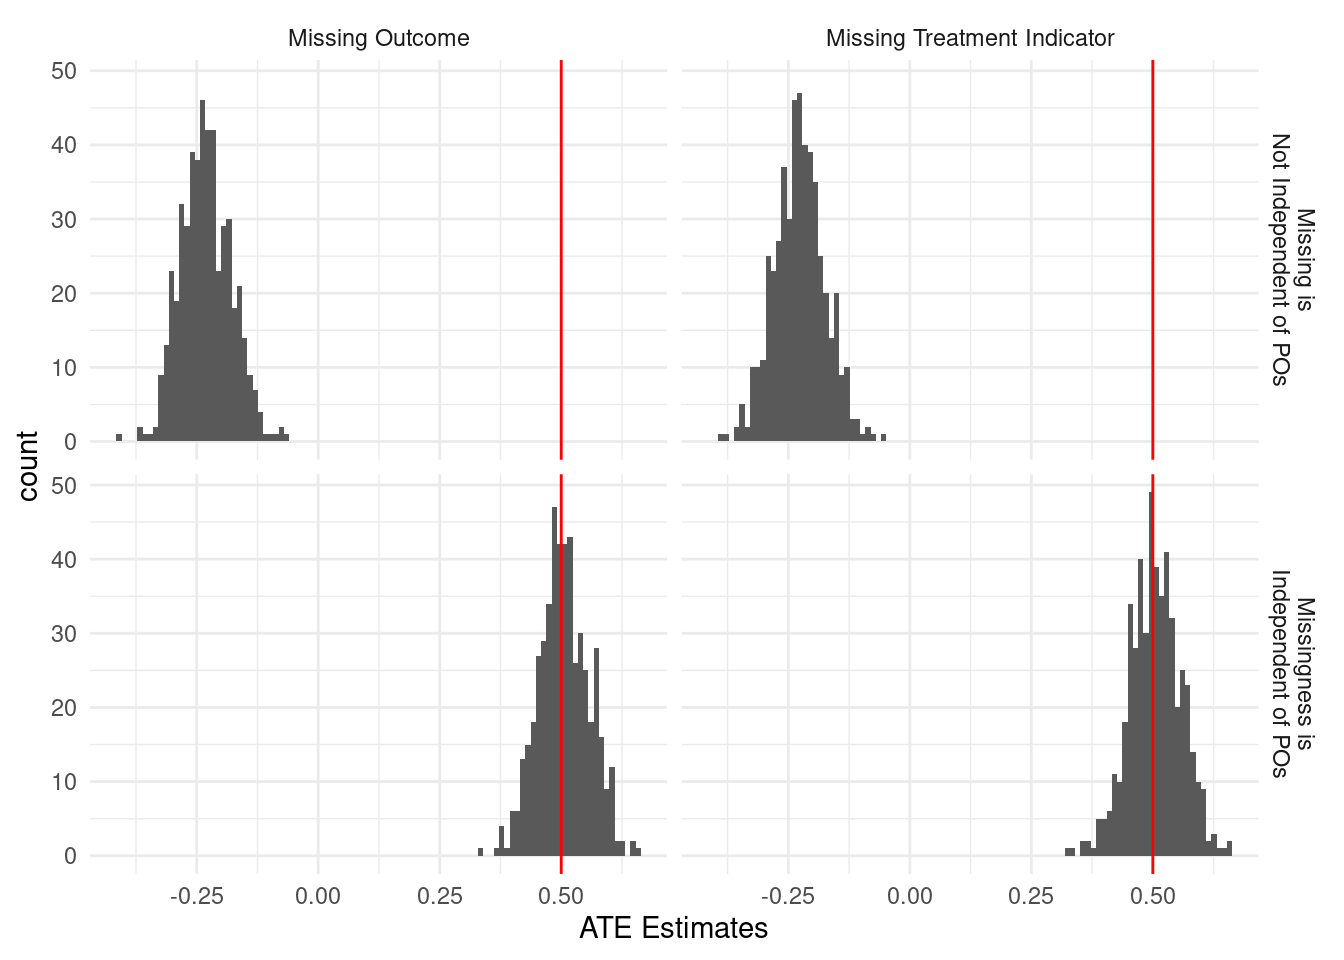 Missing Outcome
Missing Treatment Indicator
50
40
30
20
10
0
Missing is
Not Independent of POs
50
40
30
20
10
0
Missingness is
Independent of POs
count
-0.25 0.00 0.25 0.50
-0.25 0.00 0.25 0.50
ATE Estimates